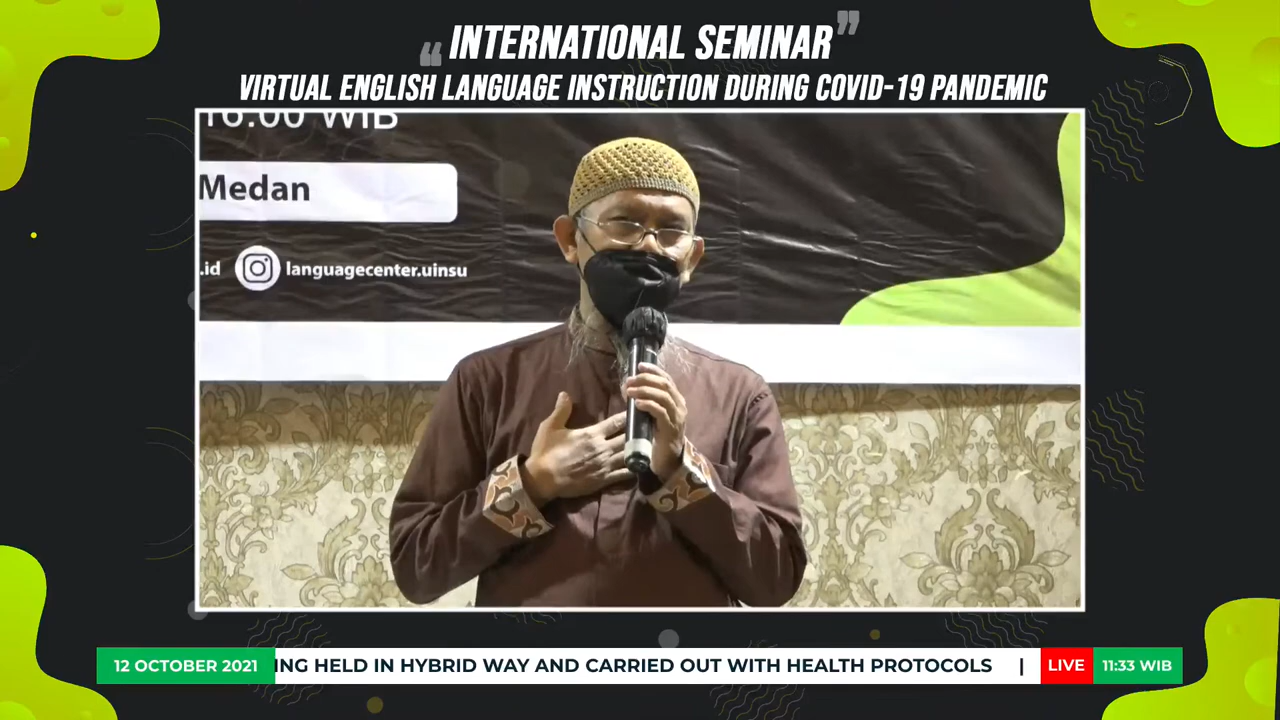 “INTERNATIONAL SEMINAR”
VIRTUAL ENGLISH LANGUAGE INSTRUCTION DURING COVID-19 PANDEMIC
16.00 WIB
Medan
.id languagecenter.uinsu
12 OCTOBER 2021 ING HELD IN HYBRID WAY AND CARRIED OUT WITH HEALTH PROTOCOLS | LIVE 11:33 WIB